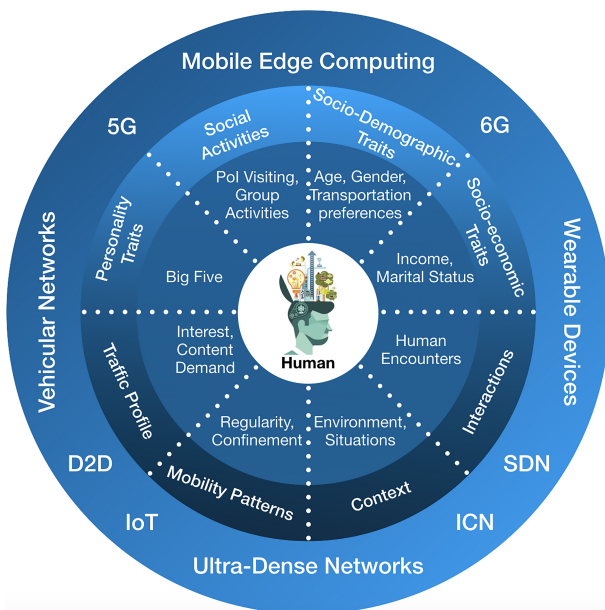 Mobile Edge Computing
5G
6G
Social
Activities
Socio-Demographic
Traits
Personality
Traits
Socio-economic
Traits
PoI Visiting,
Group
Activities
Age, Gender,
Transportation
preferences
Big Five
Income,
Marital Status
Vehicular Networks
Wearable Devices
Human
Interest,
Content
Demand
Human
Encounters
Traffic Profile
Interactions
Regularity,
Confinement
Environment,
Situations
Mobility Patterns
Context
D2D
SDN
IoT
ICN
Ultra-Dense Networks